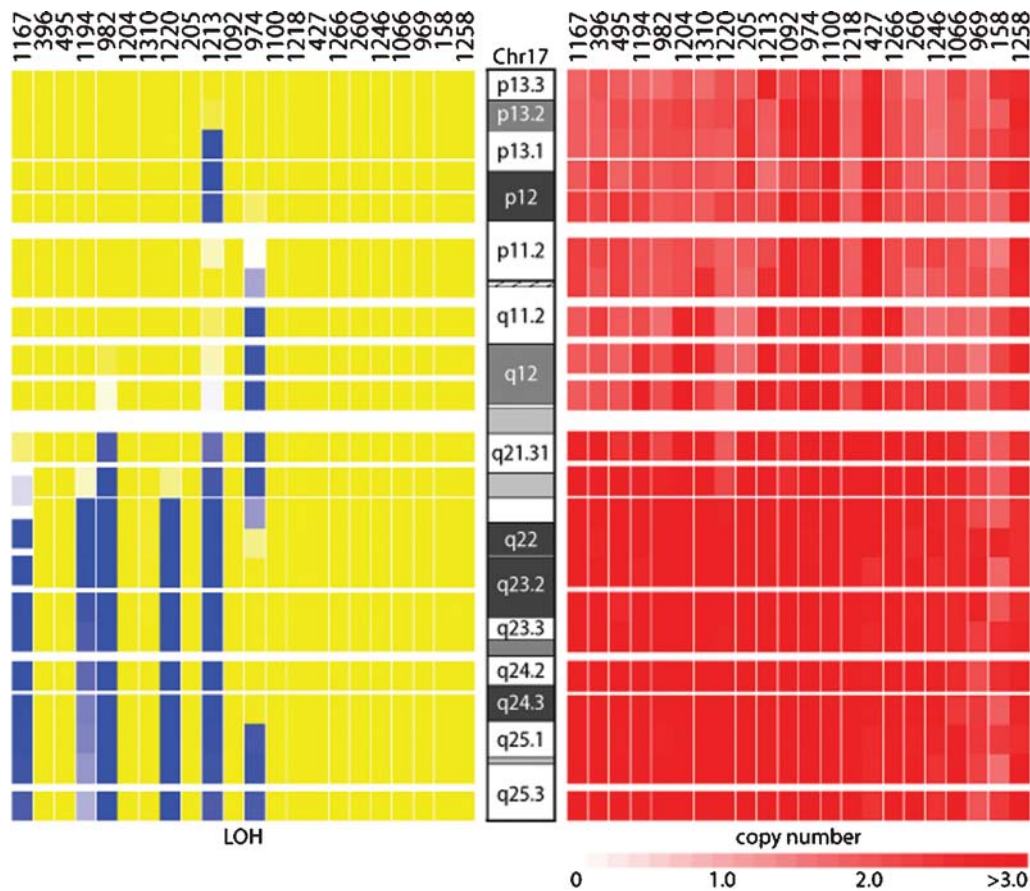 1167 396 495 1194 982 1204 1310 1220 205 1213 1092 974 1100 1218 427 1266 260 1246 1066 969 158 1258
Chr17
1167 396 495 1194 982 1204 1310 1220 205 1213 1092 974 1100 1218 427 1266 260 1246 1066 969 158 1258
p13.3
p13.2
p13.1
p12
p11.2
q11.2
q12
q21.31
q22
q23.2
q23.3
q24.2
q24.3
q25.1
q25.3
LOH
copy number
0 1.0 2.0 >3.0